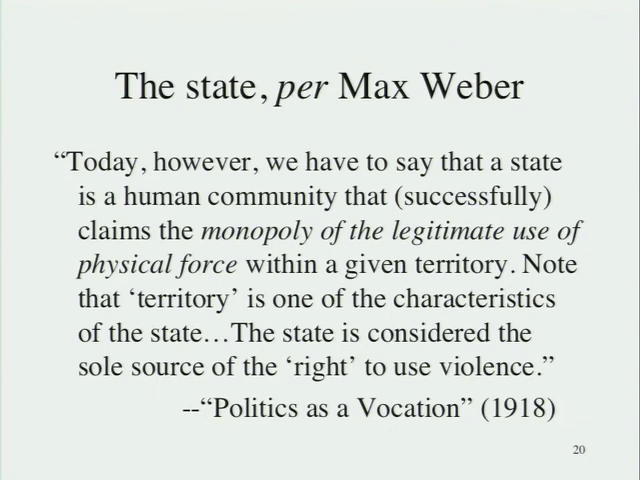 The state, per Max Weber
“Today, however, we have to say that a state
is a human community that (successfully)
claims the monopoly of the legitimate use of
physical force within a given territory. Note
that ‘territory’ is one of the characteristics
of the state…The state is considered the
sole source of the ‘right’ to use violence.”
--“Politics as a Vocation” (1918)
20